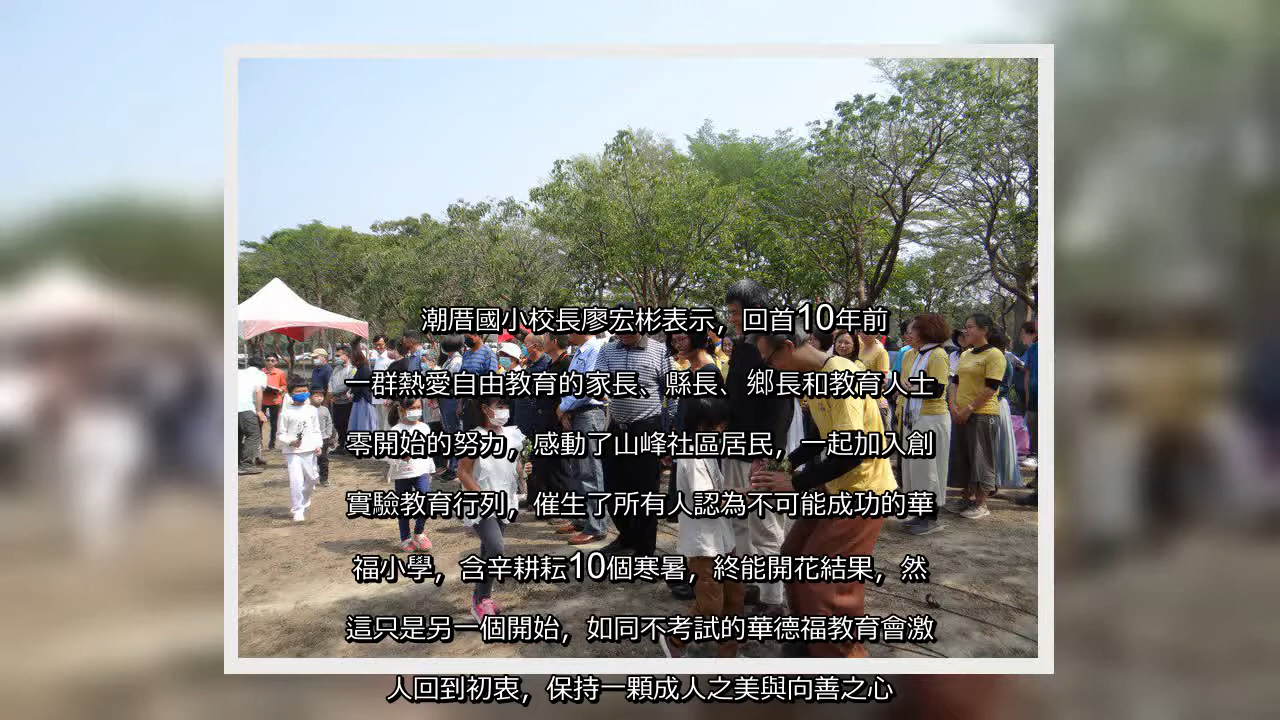 潮厝國小校長廖宏彬表示，回首10年前
一群熱愛自由教育的家長、縣長、鄉長和教育人士
零開始的努力，感動了山峰社區居民，一起加入創
實驗教育行列，催生了所有人認為不可能成功的華
福小學，含辛耕耘10個寒暑，終能開花結果，然
這只是另一個開始，如同不考試的華德福教育會激
人回到初衷，保持一顆成人之美與向善之心